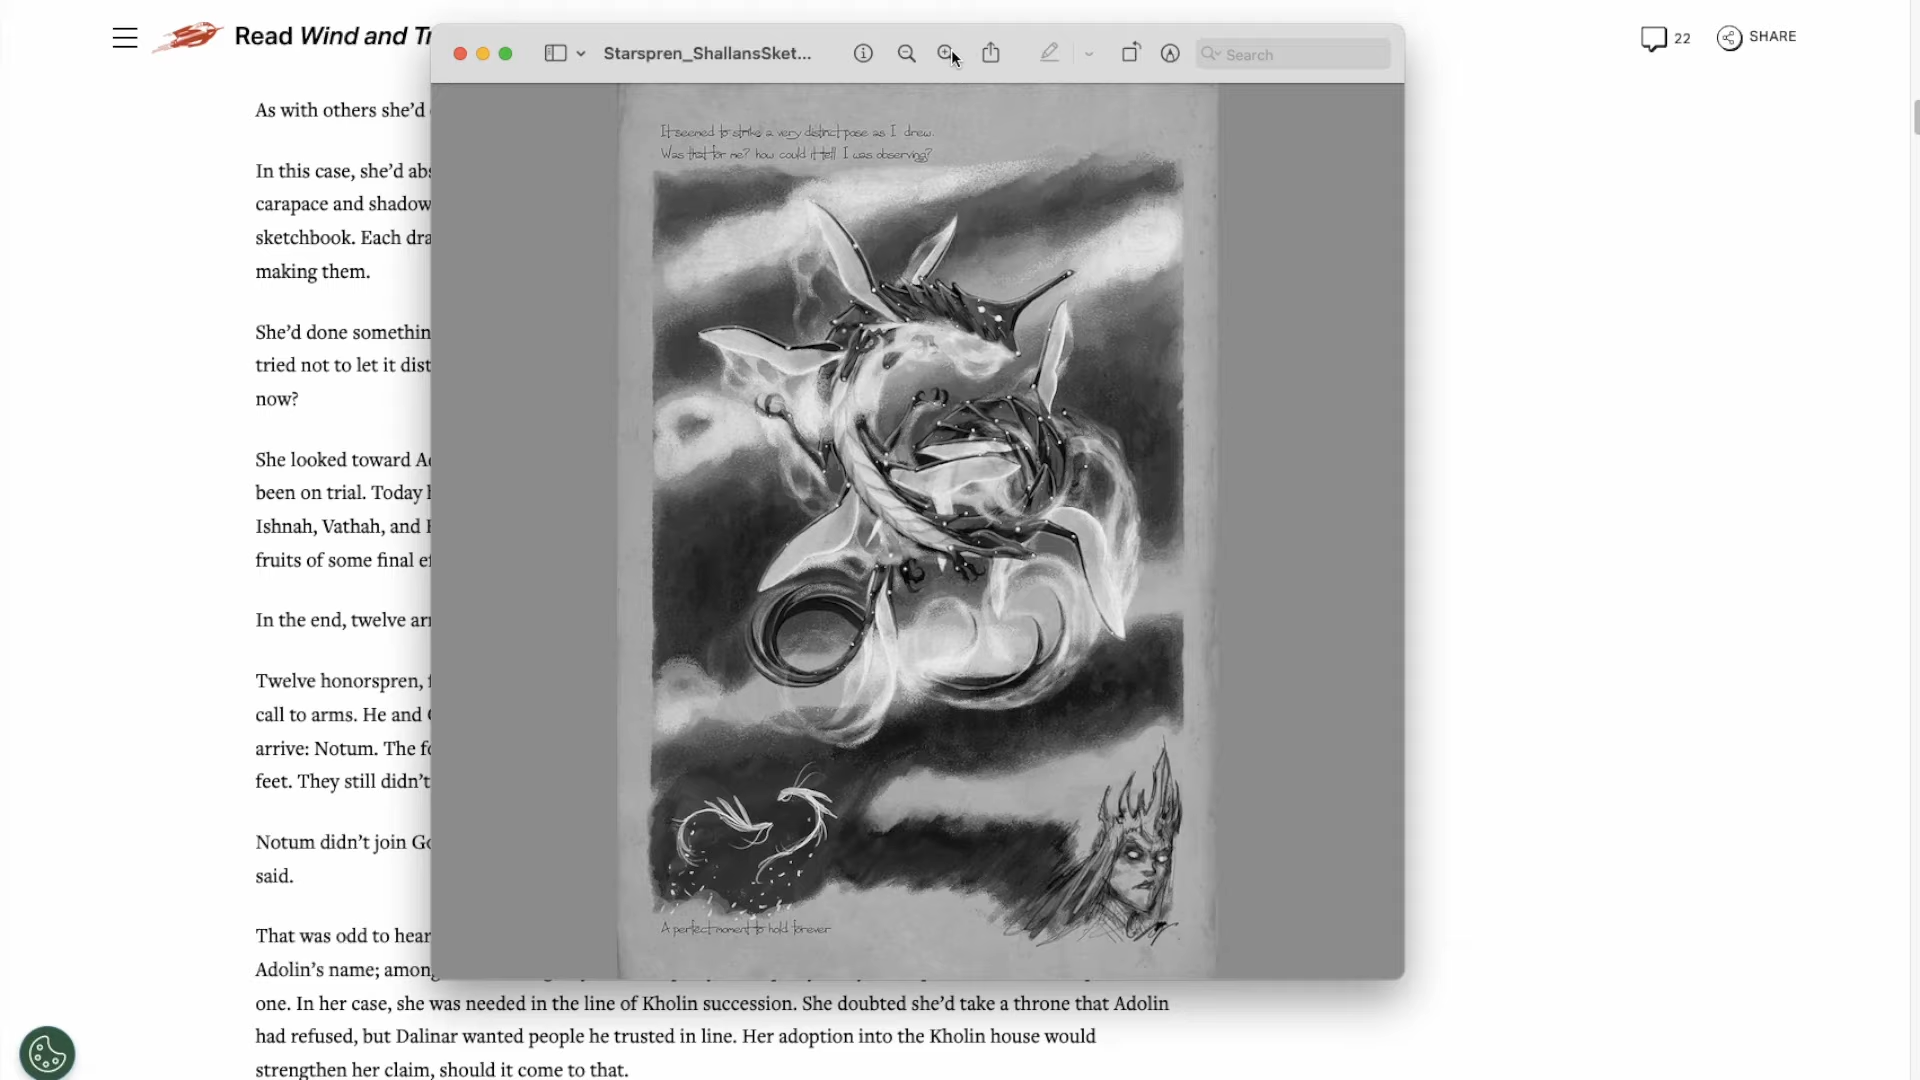 Read Wind and Tr
22
SHARE
Starspren_ShallansSket...
Search
It seemed to strike a very distinct pose as I drew.
Was that for me? how could it tell I was observing?
A perfect moment to hold forever
As with others she’d
In this case, she’d abs
carapace and shadow
sketchbook. Each dra
making them.
She’d done somethin
tried not to let it dist
now?
She looked toward Ad
been on trial. Today
Ishnah, Vathah, and
fruits of some final ef
In the end, twelve arr
Twelve honorspren,
call to arms. He and
arrive: Notum. The fo
feet. They still didn’t
Notum didn’t join Go
said.
That was odd to hear
Adolin’s name; among
one. In her case, she was needed in the line of Kholin succession. She doubted she’d take a throne that Adolin
had refused, but Dalinar wanted people he trusted in line. Her adoption into the Kholin house would
strengthen her claim, should it come to that.